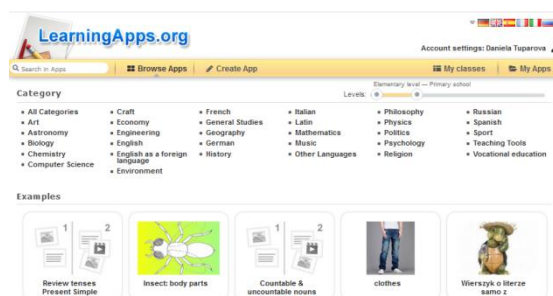 LearningApps.org
Account settings: Daniela Tuparova
Search in Apps
Browse Apps
Create App
My classes
My Apps
Category
Levels:
Elementary level — Primary school
All Categories
Art
Astronomy
Biology
Chemistry
Computer Science
Craft
Economy
Engineering
English
English as a foreign
language
Environment
French
General Studies
Geography
German
History
Italian
Latin
Mathematics
Music
Other Languages
Philosophy
Physics
Politics
Psychology
Religion
Russian
Spanish
Sport
Teaching Tools
Vocational education
Examples
1 2
Review tenses
Present Simple
Insect: body parts
1 2
Countable &
uncountable nouns
clothes
Wierszyk o literze
samo z